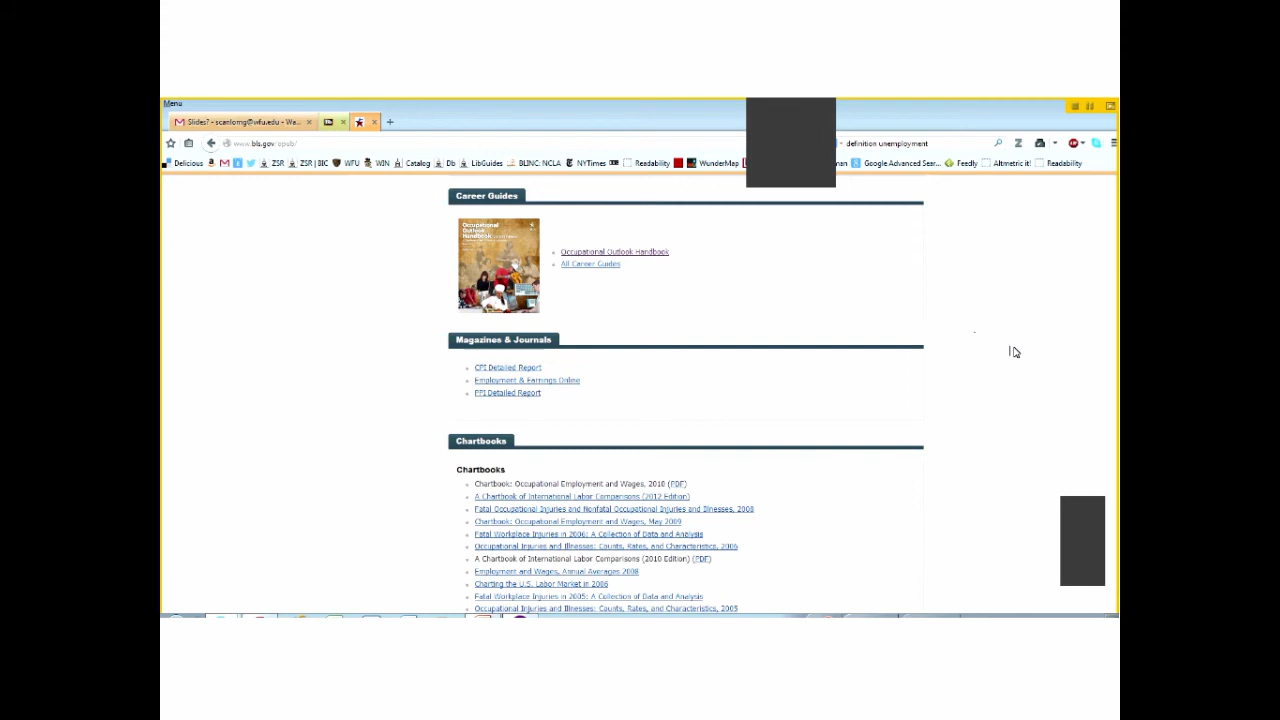 Menu
Slides? - scanlomg@wfu.edu - Wa...
www.bls.gov/opub/
definition unemployment
Delicious
ZSR
ZSR | BIC
WFU
WIN
Catalog
Db
LibGuides
BLINC: NCLA
NYTimes
Readability
WunderMap
man
Google Advanced Sear...
Feedly
Altmetric it!
Readability
Career Guides
Occupational
Outlook
Handbook
Occupational Outlook Handbook
All Career Guides
Magazines & Journals
CPI Detailed Report
Employment & Earnings Online
PPI Detailed Report
Chartbooks
Chartbooks
Chartbook: Occupational Employment and Wages, 2010 (PDF)
A Chartbook of International Labor Comparisons (2012 Edition)
Fatal Occupational Injuries and Nonfatal Occupational Injuries and Illnesses, 2008
Chartbook: Occupational Employment and Wages, May 2009
Fatal Workplace Injuries in 2006: A Collection of Data and Analysis
Occupational Injuries and Illnesses: Counts, Rates, and Characteristics, 2006
A Chartbook of International Labor Comparisons (2010 Edition) (PDF)
Employment and Wages, Annual Averages 2008
Charting the U.S. Labor Market in 2006
Fatal Workplace Injuries in 2005: A Collection of Data and Analysis
Occupational Injuries and Illnesses: Counts, Rates, and Characteristics, 2005